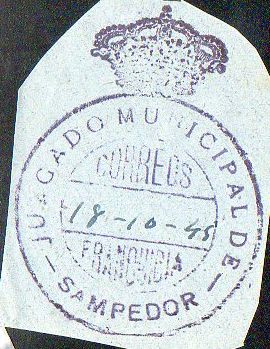 JUZGADO MUNICIPAL DE
CORREOS
18-10-45
FRANQUICIA
— SAMPEDOR —